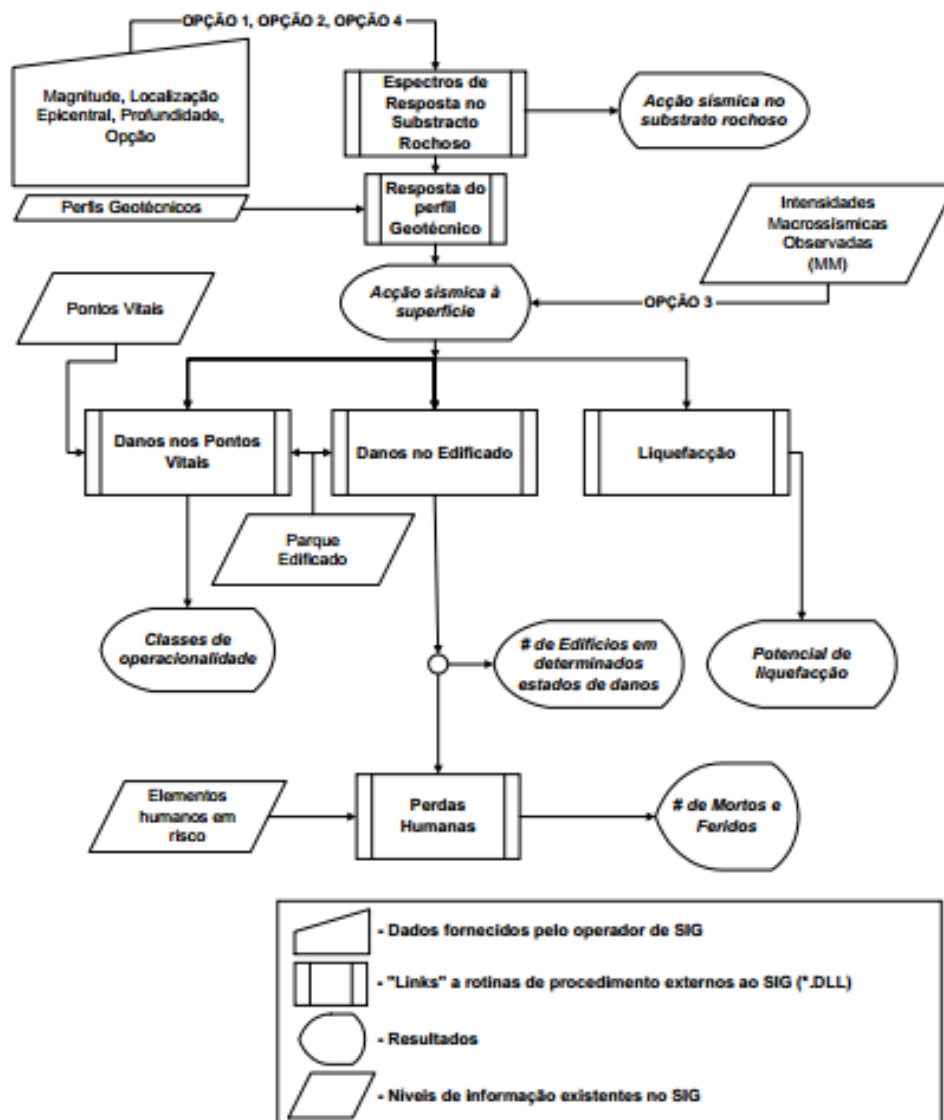 OPÇÃO 1, OPÇÃO 2, OPÇÃO 4
Magnitude, Localização
Epicentral, Profundidade,
Opção
Espectros de
Resposta no
Substracto
Rochoso
Acção sísmica no
substrato rochoso
Perfis Geotécnicos
Resposta do
perfil
Geotécnico
Intensidades
Macrossísmicas
Observadas
(MM)
Pontos Vitais
Acção sísmica à
superfície
OPÇÃO 3
Danos nos Pontos
Vitais
Danos no Edificado
Liquefacção
Parque
Edificado
Classes de
operacionalidade
# de Edifícios em
determinados
estados de danos
Potencial de
liquefacção
Elementos
humanos em
risco
Perdas
Humanas
# de Mortos e
Feridos
- Dados fornecidos pelo operador de SIG
- "Links" a rotinas de procedimento externos ao SIG (*.DLL)
- Resultados
- Níveis de informação existentes no SIG